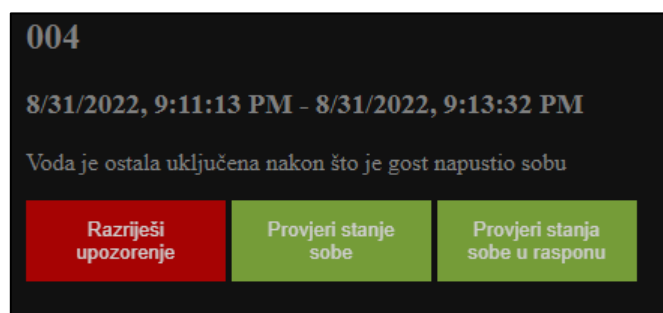 004
8/31/2022, 9:11:13 PM - 8/31/2022, 9:13:32 PM
Voda je ostala uključena nakon što je gost napustio sobu
Razriješi
upozorenje
Provjeri stanje
sobe
Provjeri stanja
sobe u rasponu